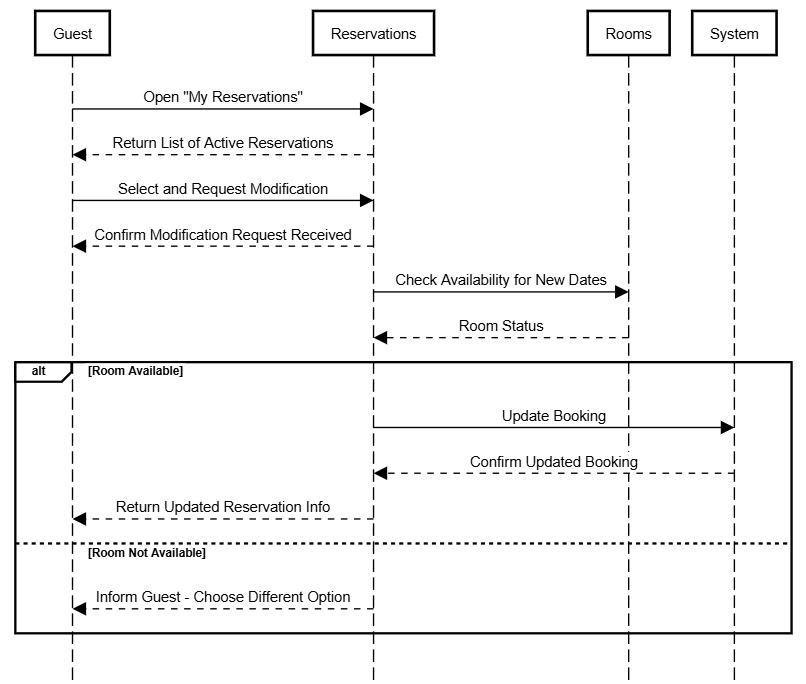 Guest
Reservations
Rooms
System
Open "My Reservations"
Return List of Active Reservations
Select and Request Modification
Confirm Modification Request Received
Check Availability for New Dates
Room Status
alt
[Room Available]
Update Booking
Confirm Updated Booking
Return Updated Reservation Info
[Room Not Available]
Inform Guest - Choose Different Option